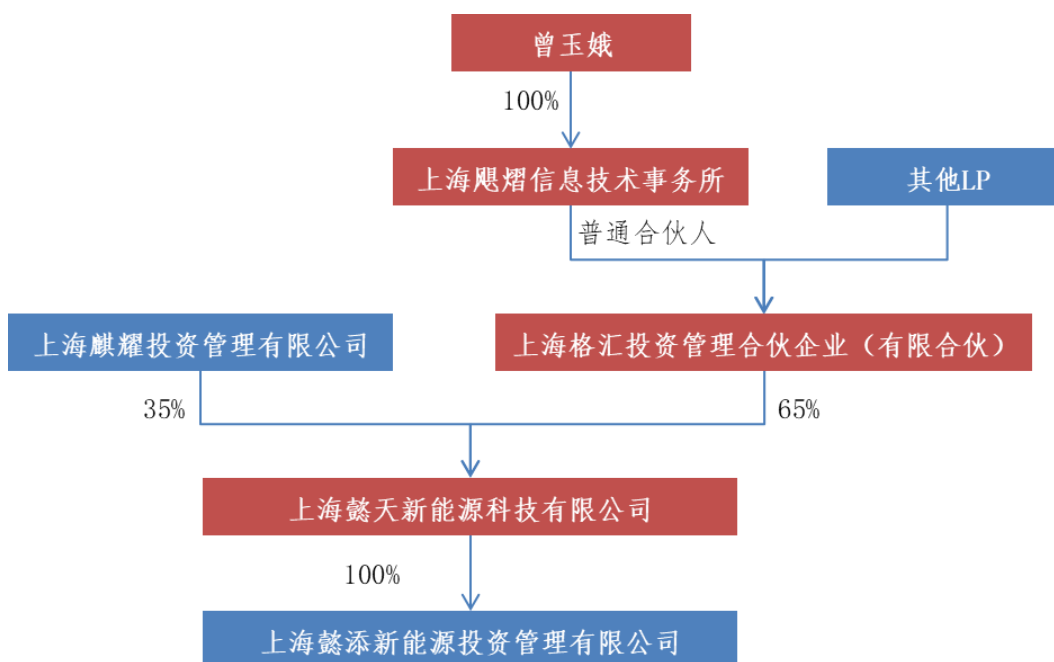 曾玉娥
100%
上海飓熠信息技术事务所
其他LP
普通合伙人
上海麒耀投资管理有限公司
上海格汇投资管理合伙企业（有限合伙）
35%
65%
上海懿天新能源科技有限公司
100%
上海懿添新能源投资管理有限公司